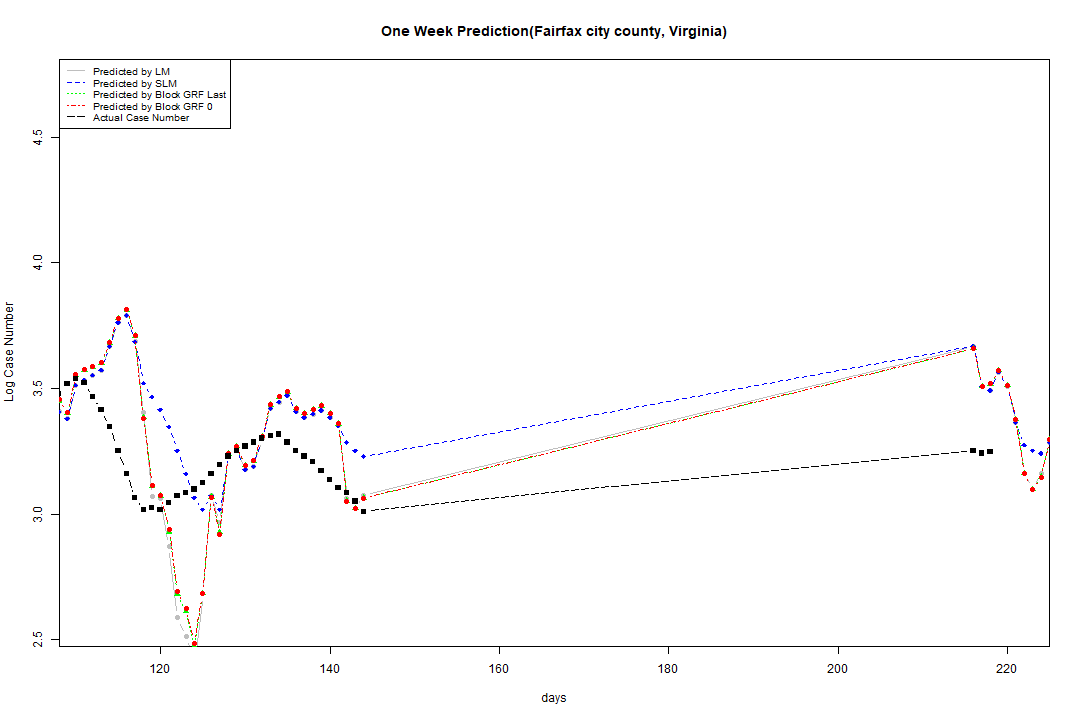 One Week Prediction(Fairfax city county, Virginia)
Predicted by LM
Predicted by SLM
Predicted by Block GRF Last
Predicted by Block GRF 0
Actual Case Number
Log Case Number
4.5
4.0
3.5
3.0
2.5
120 140 160 180 200 220
days